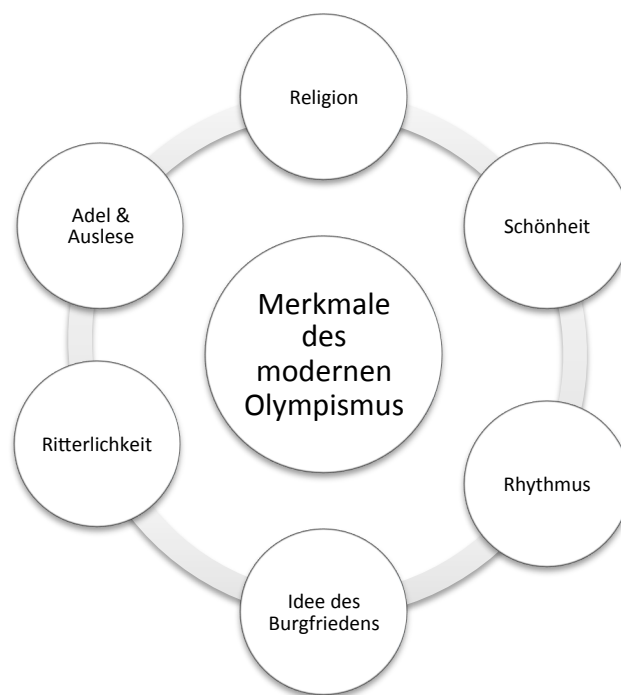 Religion
Schönheit
Rhythmus
Idee des
Burgfriedens
Ritterlichkeit
Adel &
Auslese
Merkmale
des
modernen
Olympismus